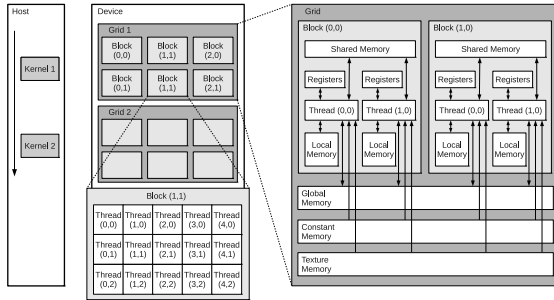 Host
Kernel 1
Kernel 2
Device
Grid 1
Block
(0,0)
Block
(1,1)
Block
(2,0)
Block
(0,1)
Block
(1,1)
Block
(2,1)
Grid 2
Block (1,1)
Thread
(0,0)
Thread
(1,0)
Thread
(2,0)
Thread
(3,0)
Thread
(4,0)
Thread
(0,1)
Thread
(1,1)
Thread
(2,1)
Thread
(3,1)
Thread
(4,1)
Thread
(0,2)
Thread
(1,2)
Thread
(2,2)
Thread
(3,2)
Thread
(4,2)
Grid
Block (0,0)
Shared Memory
Registers
Registers
Thread (0,0)
Thread (1,0)
Local
Memory
Local
Memory
Block (1,0)
Shared Memory
Registers
Registers
Thread (0,0)
Thread (1,0)
Local
Memory
Local
Memory
Global
Memory
Constant
Memory
Texture
Memory